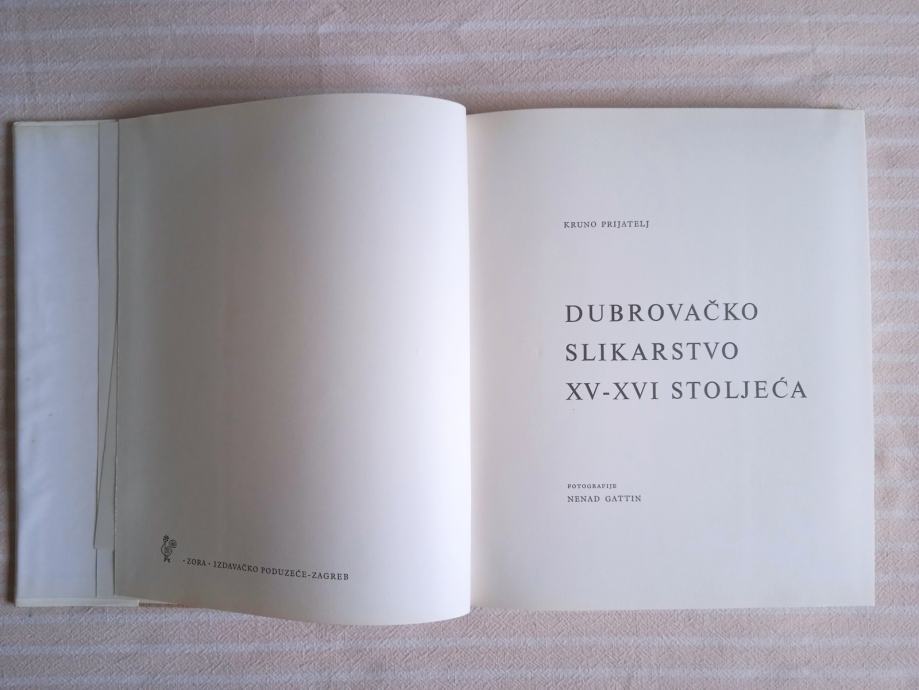 •ZORA• IZDAVAČKO PODUZEĆE-ZAGREB
KRUNO PRIJATELJ
DUBROVAČKO
SLIKARSTVO
XV-XVI STOLJEĆA
FOTOGRAFIJE
NENAD GATTIN